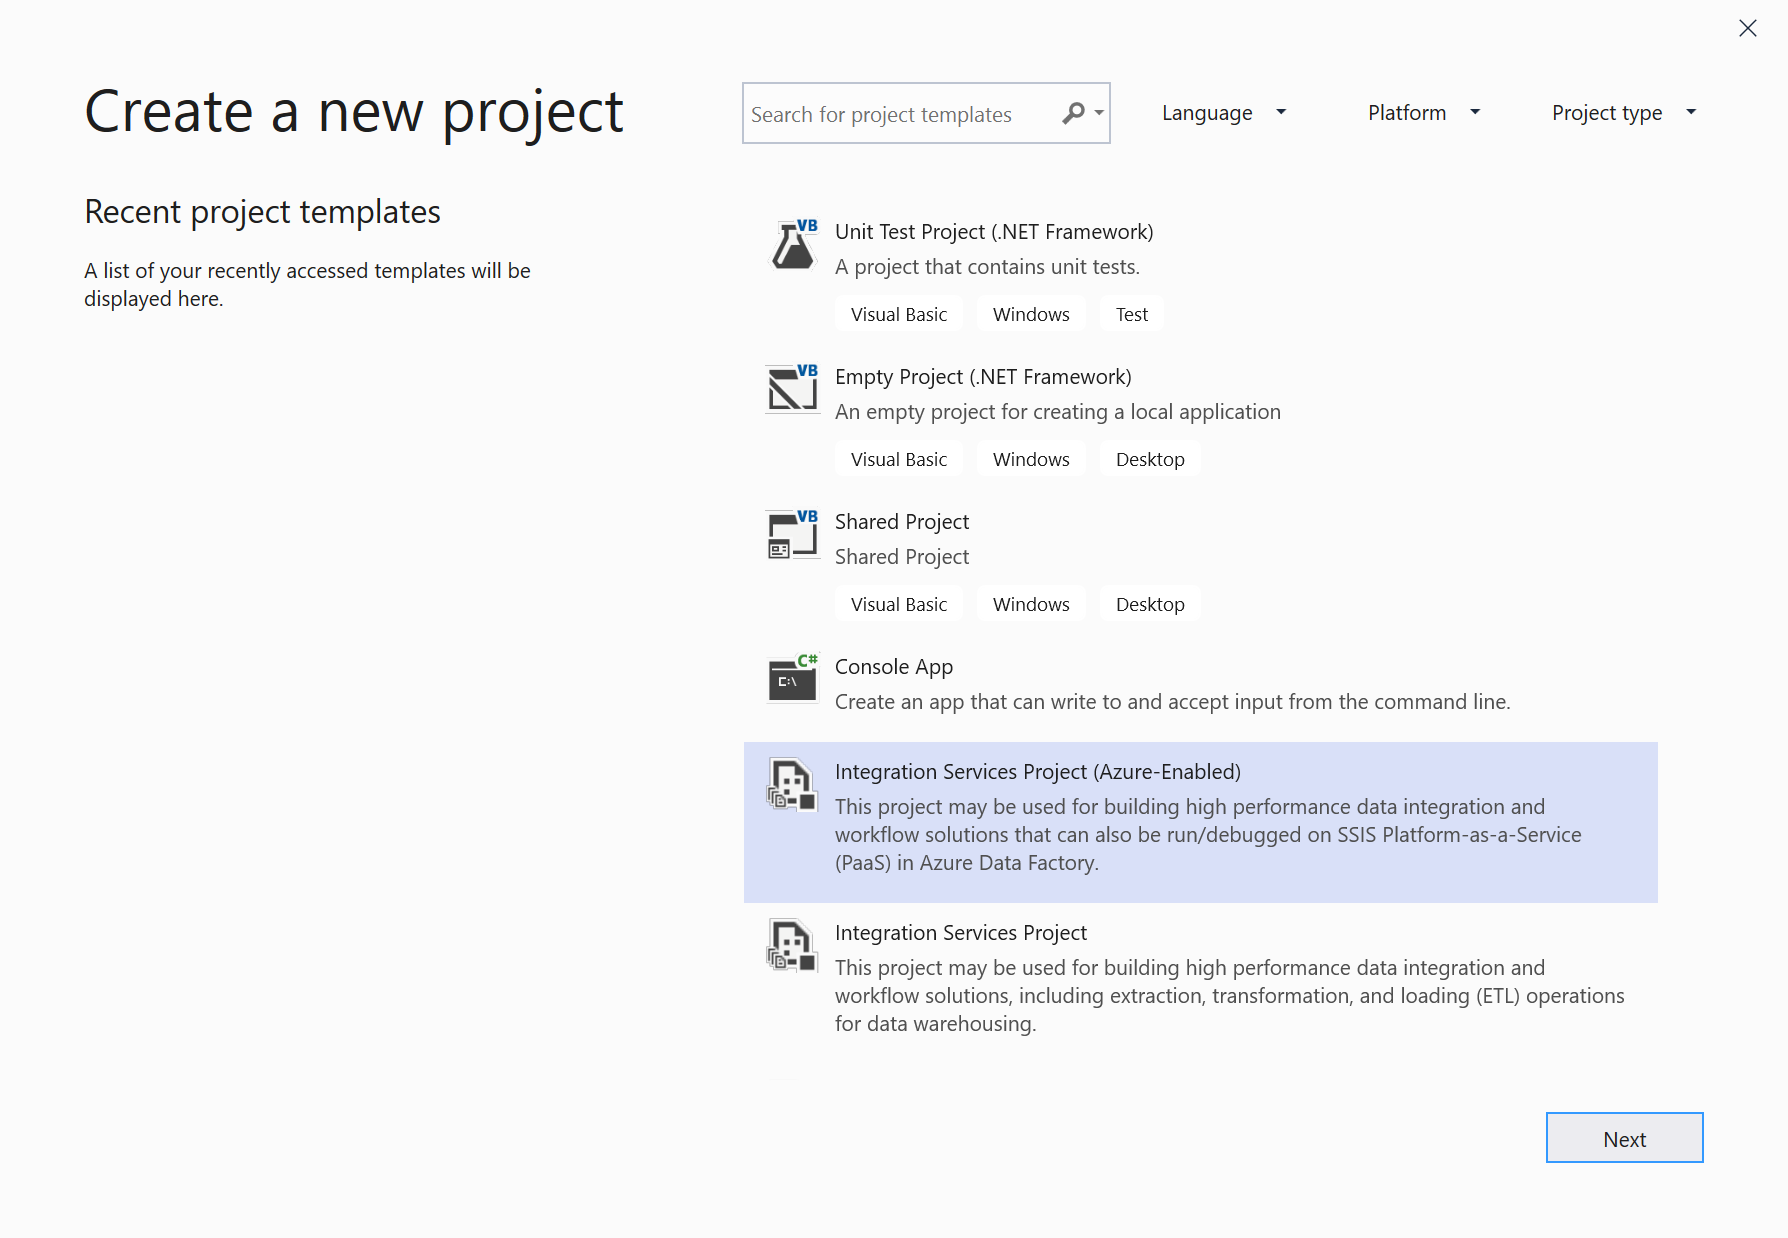 Create a new project
Search for project templates
Language
Platform
Project type
Recent project templates
A list of your recently accessed templates will be
displayed here.
VB
Unit Test Project (.NET Framework)
A project that contains unit tests.
Visual Basic Windows Test
VB
Empty Project (.NET Framework)
An empty project for creating a local application
Visual Basic Windows Desktop
VB
Shared Project
Shared Project
Visual Basic Windows Desktop
C#
C:\
Console App
Create an app that can write to and accept input from the command line.
Integration Services Project (Azure-Enabled)
This project may be used for building high performance data integration and
workflow solutions that can also be run/debugged on SSIS Platform-as-a-Service
(PaaS) in Azure Data Factory.
Integration Services Project
This project may be used for building high performance data integration and
workflow solutions, including extraction, transformation, and loading (ETL) operations
for data warehousing.
Next